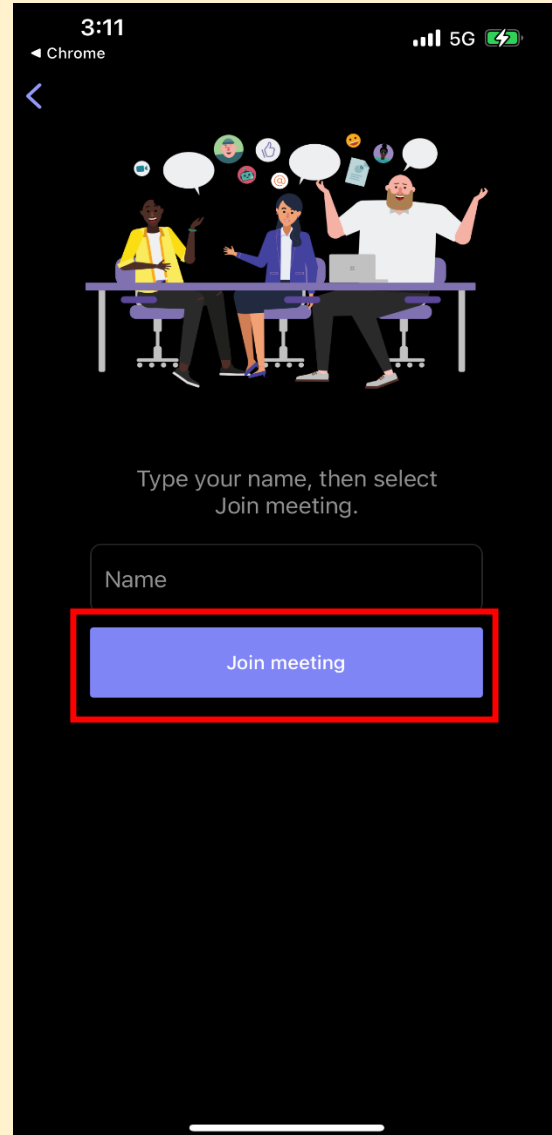 3:11
5G
◄ Chrome
Type your name, then select
Join meeting.
Name
Join meeting